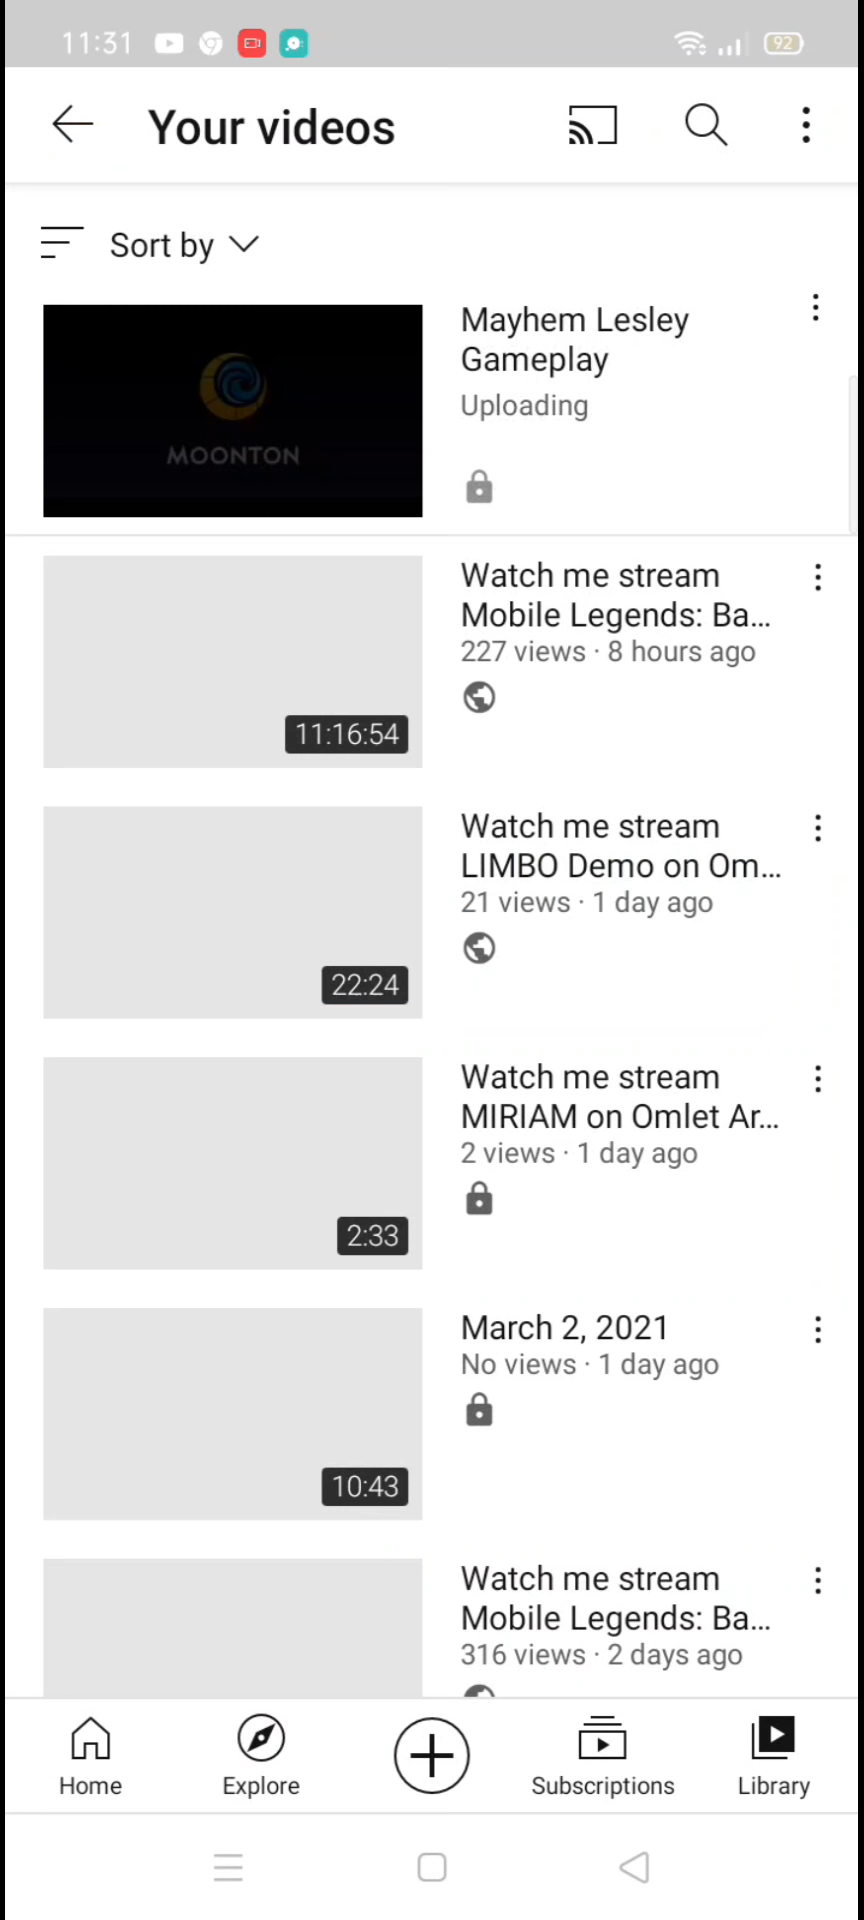 11:31
92
Your videos
Sort by
Mayhem Lesley
Gameplay
Uploading
MOONTON
Watch me stream
Mobile Legends: Ba...
227 views · 8 hours ago
11:16:54
Watch me stream
LIMBO Demo on Om...
21 views · 1 day ago
22:24
Watch me stream
MIRIAM on Omlet Ar...
2 views · 1 day ago
2:33
March 2, 2021
No views · 1 day ago
10:43
Watch me stream
Mobile Legends: Ba...
316 views · 2 days ago
Home
Explore
Subscriptions
Library